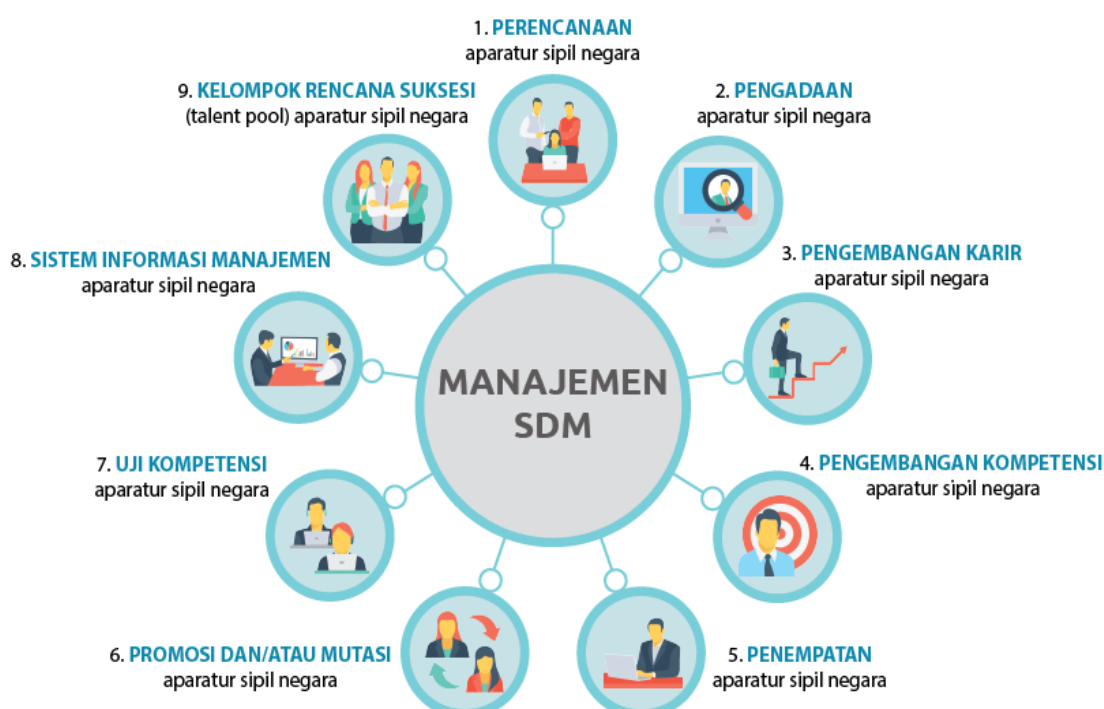 1. PERENCANAAN
aparatur sipil negara
2. PENGADAAN
aparatur sipil negara
3. PENGEMBANGAN KARIR
aparatur sipil negara
4. PENGEMBANGAN KOMPETENSI
aparatur sipil negara
5. PENEMPATAN
aparatur sipil negara
6. PROMOSI DAN/ATAU MUTASI
aparatur sipil negara
7. UJI KOMPETENSI
aparatur sipil negara
8. SISTEM INFORMASI MANAJEMEN
aparatur sipil negara
9. KELOMPOK RENCANA SUKSESI
(talent pool) aparatur sipil negara
MANAJEMEN
SDM